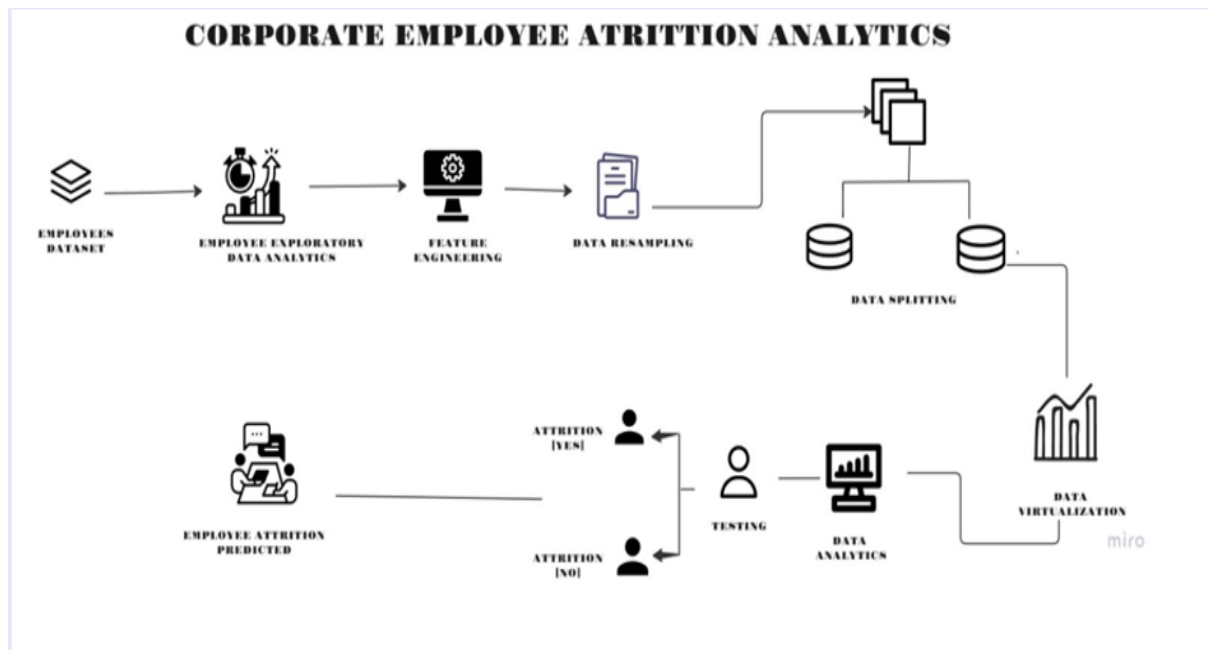 CORPORATE EMPLOYEE ATRITTION ANALYTICS
EMPLOYEES
DATASET
EMPLOYEE EXPLORATORY
DATA ANALYTICS
FEATURE
ENGINEERING
DATA RESAMPLING
DATA SPLITTING
DATA
VIRTUALIZATION
DATA
ANALYTICS
TESTING
ATTRITION
[YES]
ATTRITION
[NO]
EMPLOYEE ATTRITION
PREDICTED
miro